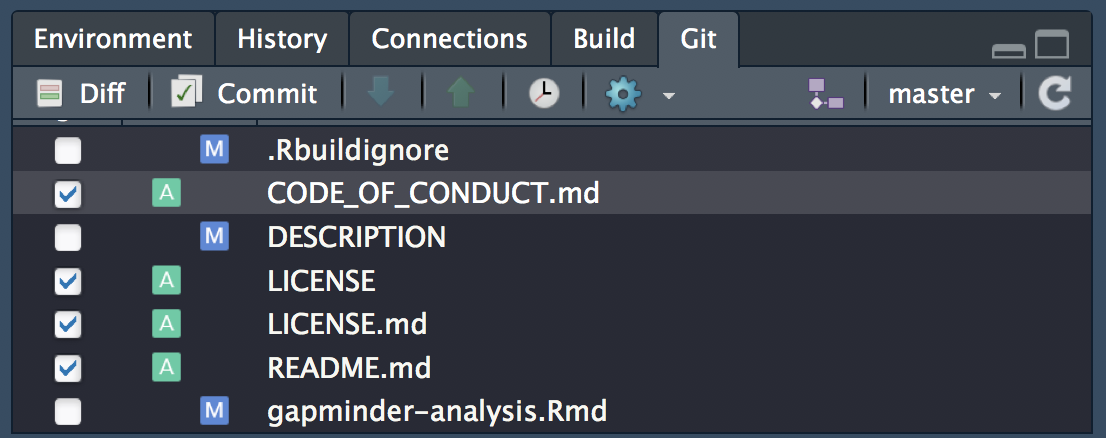 Environment History Connections Build Git
Diff Commit master
M .Rbuildignore
A CODE_OF_CONDUCT.md
M DESCRIPTION
A LICENSE
A LICENSE.md
A README.md
M gapminder-analysis.Rmd